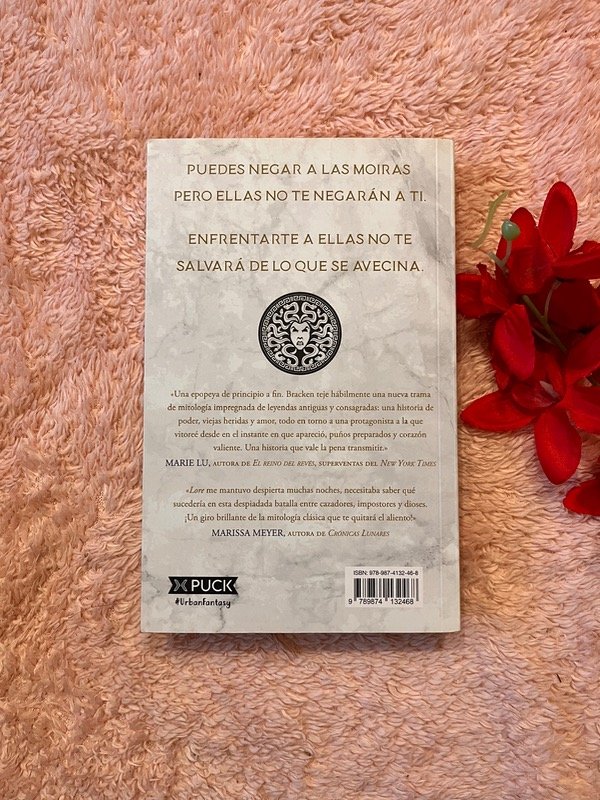 PUEDES NEGAR A LAS MOIRAS
PERO ELLAS NO TE NEGARÁN A TI.
ENFRENTARTE A ELLAS NO TE
SALVARÁ DE LO QUE SE AVECINA.
«Una epopeya de principio a fin. Bracken teje hábilmente una nueva trama
de mitología impregnada de leyendas antiguas y consagradas: una historia de
poder, viejas heridas y amor, todo en torno a una protagonista a la que
vitoreé desde en el instante en que apareció, puños preparados y corazón
valiente. Una historia que vale la pena transmitir.»
MARIE LU, AUTORA DE EL REINO DEL REVÉS, SUPERVENTAS DEL NEW YORK TIMES
«Lore me mantuvo despierta muchas noches, necesitaba saber qué
sucedería en esta despiadada batalla entre cazadores, impostores y dioses.
¡Un giro brillante de la mitología clásica que te quitará el aliento!»
MARISSA MEYER, AUTORA DE CRÓNICAS LUNARES
PUCK
#Urbanfantasy
ISBN: 978-987-4132-46-8
9 789874 132468